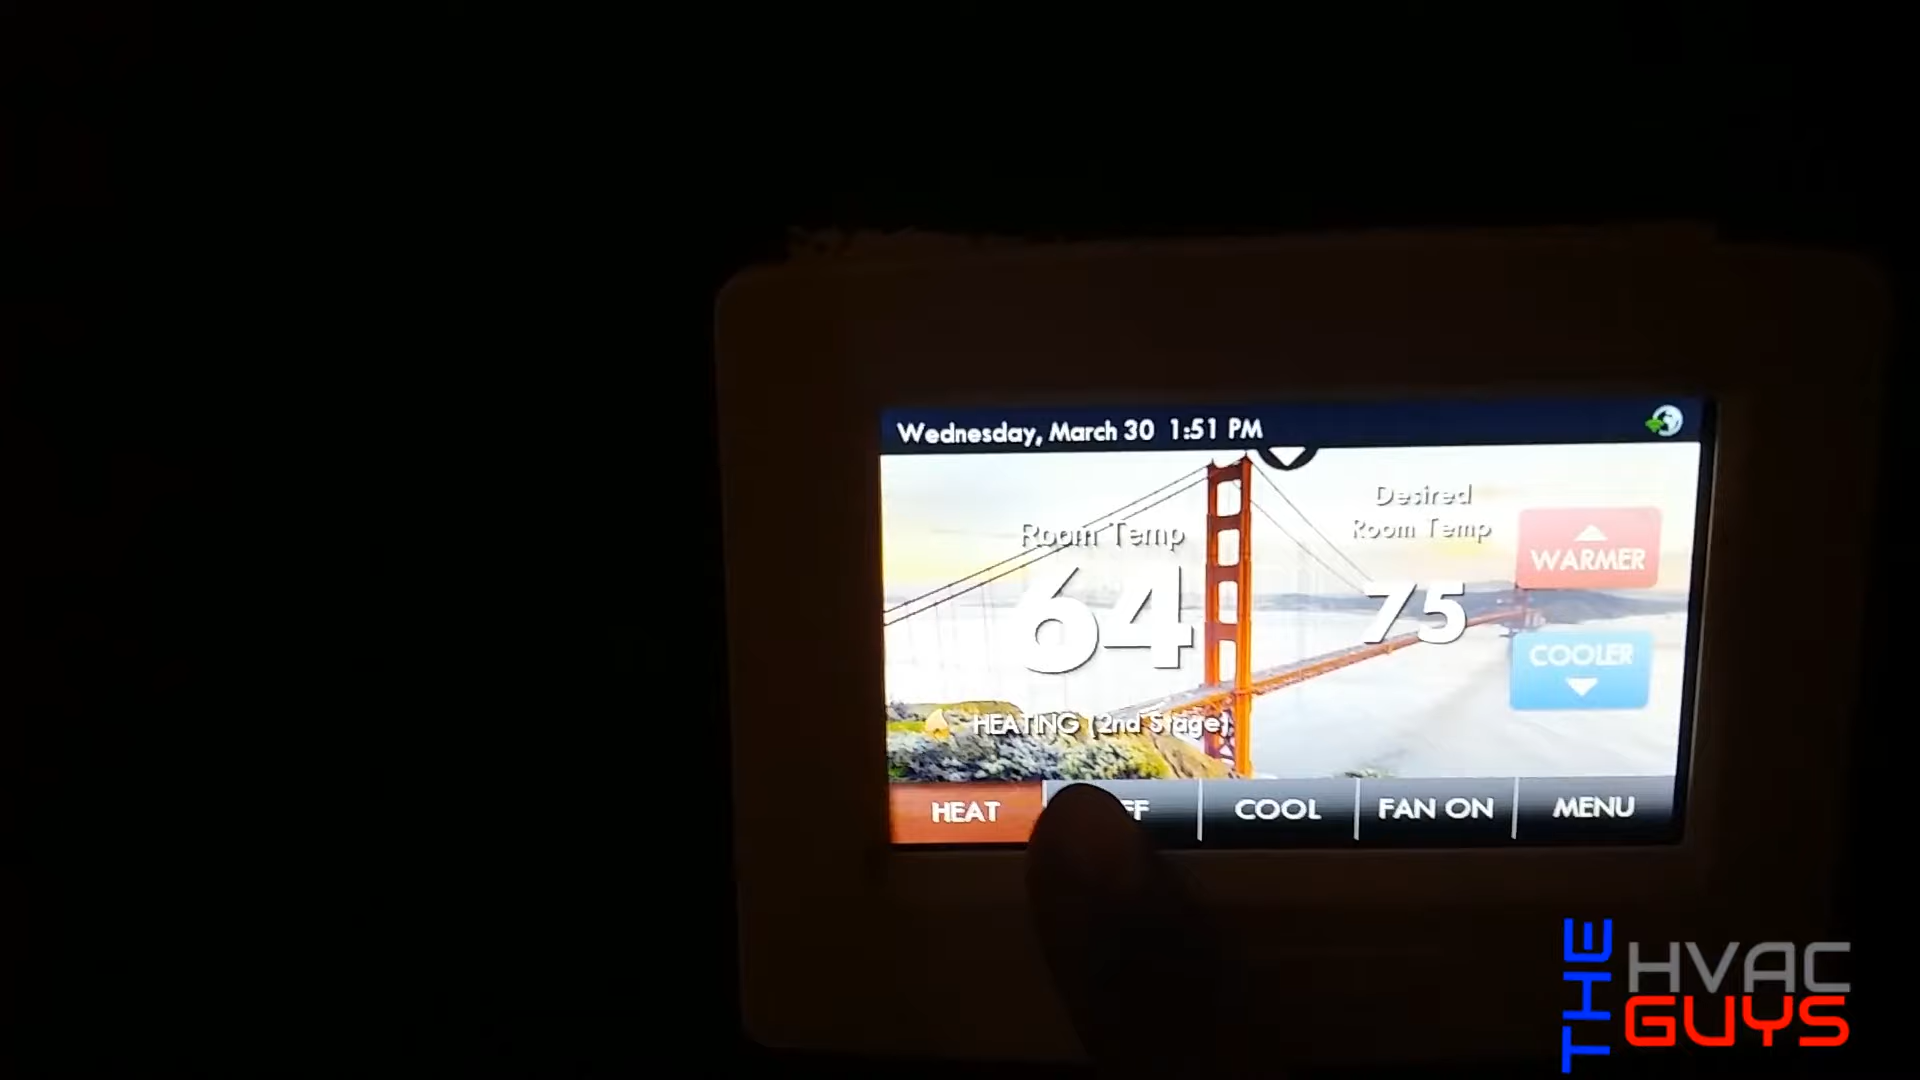 Wednesday, March 30 1:51 PM
Desired
Room Temp
Room Temp
WARMER
64
75
COOLER
HEATING (2nd Stage)
HEAT
FF
COOL
FAN ON
MENU
THE
HVAC
GUYS